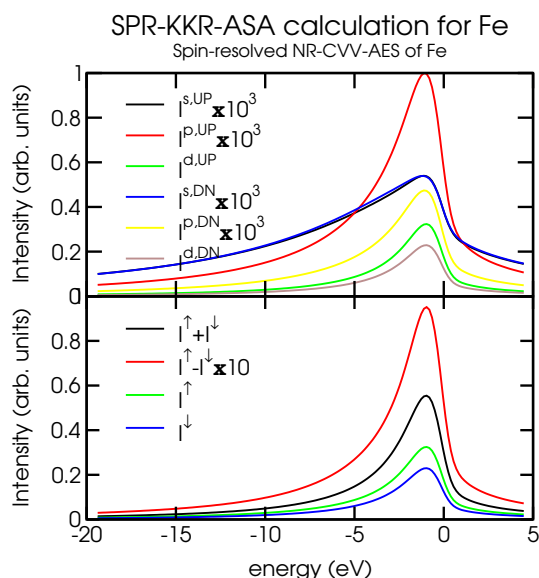 SPR-KKR-ASA calculation for Fe
Spin-resolved NR-CVV-AES of Fe
Intensity (arb. units)
1
0.8
0.6
0.4
0.2
0
I^s,UP x10^3
I^p,UP x10^3
I^d,UP
I^s,DN x10^3
I^p,DN x10^3
I^d,DN
Intensity (arb. units)
0.8
0.6
0.4
0.2
0
I^↑+I^↓
I^↑-I^↓ x10
I^↑
I^↓
-20 -15 -10 -5 0 5
energy (eV)